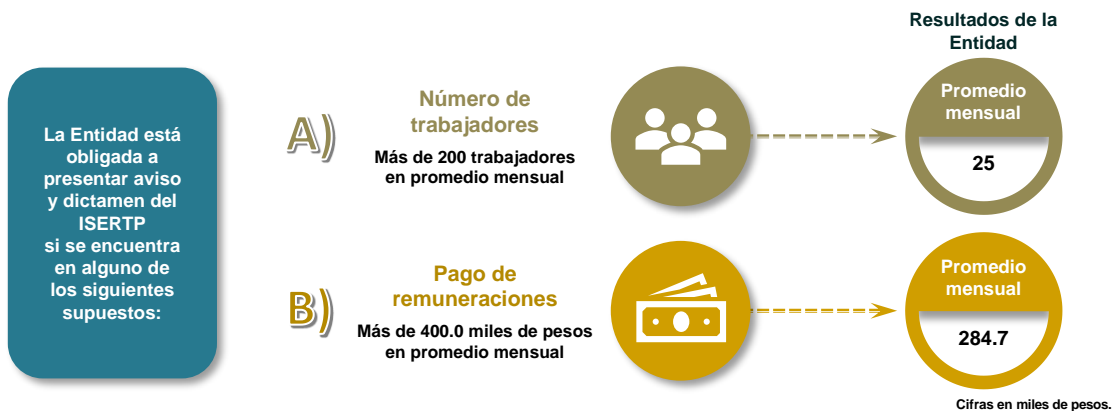 Resultados de la
Entidad
La Entidad está
obligada a
presentar aviso
y dictamen del
ISERTP
si se encuentra
en alguno de
los siguientes
supuestos:
A)
Número de
trabajadores
Más de 200 trabajadores
en promedio mensual
Promedio
mensual
25
B)
Pago de
remuneraciones
Más de 400.0 miles de pesos
en promedio mensual
Promedio
mensual
284.7
Cifras en miles de pesos.